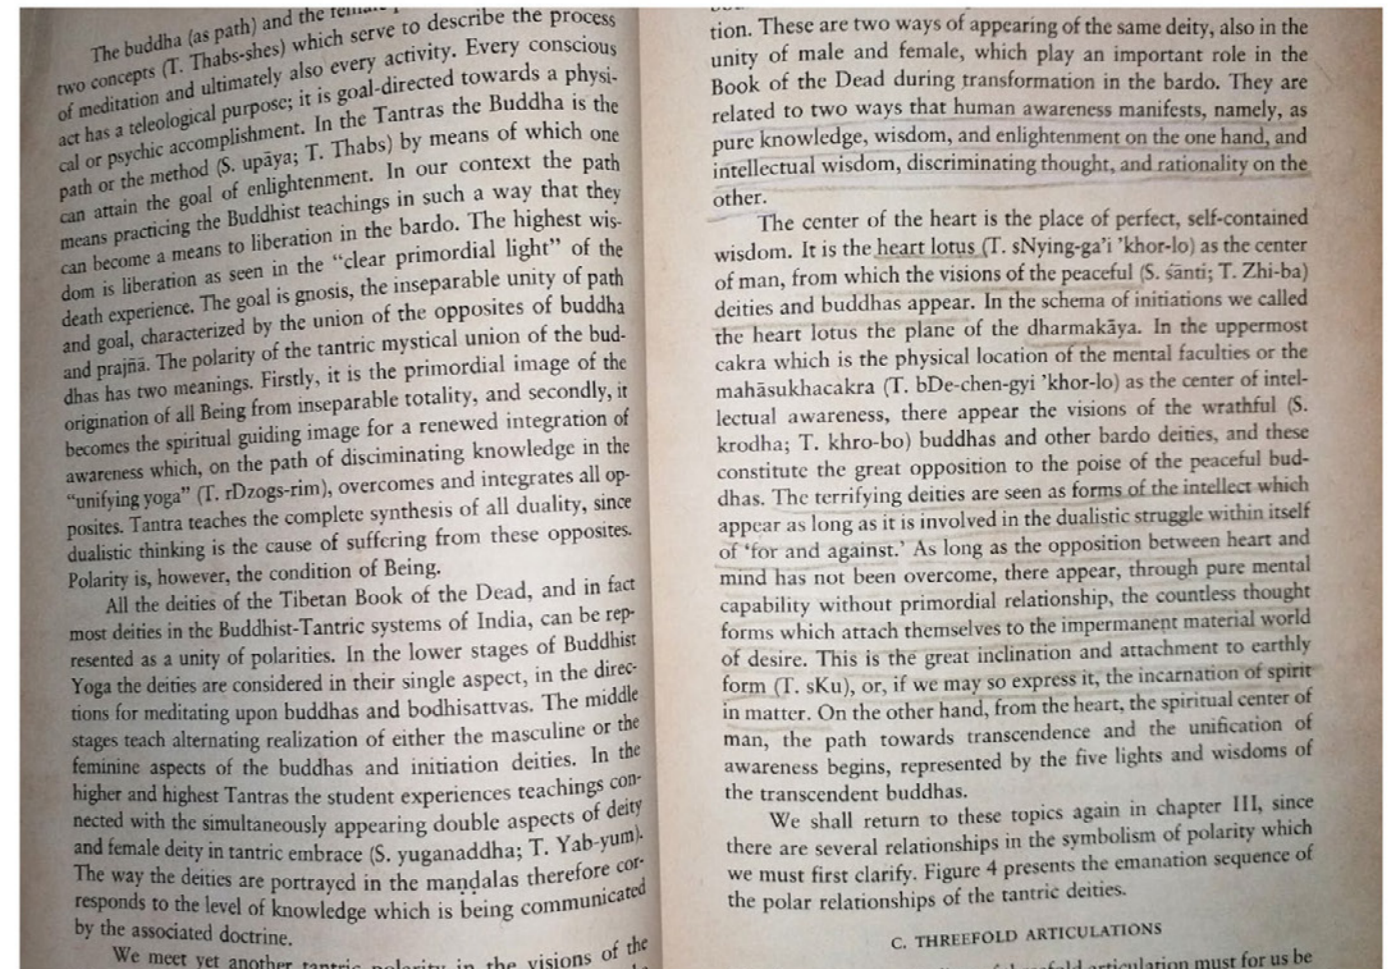 The buddha (as path) and the
two concepts (T. Thabs-shes) which serve to describe the process
of meditation and ultimately also every activity. Every conscious
act has a teleological purpose; it is goal-directed towards a physi-
cal or psychic accomplishment. In the Tantras the Buddha is the
path or the method (S. upāya; T. Thabs) by means of which one
can attain the goal of enlightenment. In our context the path
means practicing the Buddhist teachings in such a way that they
can become a means to liberation in the bardo. The highest wis-
dom is liberation as seen in the “clear primordial light” of the
death experience. The goal is gnosis, the inseparable unity of path
and goal, characterized by the union of the opposites of buddha
and prajñā. The polarity of the tantric mystical union of the bud-
dhas has two meanings. Firstly, it is the primordial image of the
origination of all Being from inseparable totality, and secondly, it
becomes the spiritual guiding image for a renewed integration of
awareness which, on the path of disciminating knowledge in the
“unifying yoga” (T. rDzogs-rim), overcomes and integrates all op-
posites. Tantra teaches the complete synthesis of all duality, since
dualistic thinking is the cause of suffering from these opposites.
Polarity is, however, the condition of Being.
All the deities of the Tibetan Book of the Dead, and in fact
most deities in the Buddhist-Tantric systems of India, can be rep-
resented as a unity of polarities. In the lower stages of Buddhist
Yoga the deities are considered in their single aspect, in the direc-
tions for meditating upon buddhas and bodhisattvas. The middle
stages teach alternating realization of either the masculine or the
feminine aspects of the buddhas and initiation deities. In the
higher and highest Tantras the student experiences teachings con-
nected with the simultaneously appearing double aspects of deity
and female deity in tantric embrace (S. yuganaddha; T. Yab-yum).
The way the deities are portrayed in the maṇḍalas therefore cor-
responds to the level of knowledge which is being communicated
by the associated doctrine.
We meet yet another tantric polarity in the visions of the
tion. These are two ways of appearing of the same deity, also in the
unity of male and female, which play an important role in the
Book of the Dead during transformation in the bardo. They are
related to two ways that human awareness manifests, namely, as
pure knowledge, wisdom, and enlightenment on the one hand, and
intellectual wisdom, discriminating thought, and rationality on the
other.
The center of the heart is the place of perfect, self-contained
wisdom. It is the heart lotus (T. sNying-ga’i ’khor-lo) as the center
of man, from which the visions of the peaceful (S. śānti; T. Zhi-ba)
deities and buddhas appear. In the schema of initiations we called
the heart lotus the plane of the dharmakāya. In the uppermost
cakra which is the physical location of the mental faculties or the
mahāsukhacakra (T. bDe-chen-gyi ’khor-lo) as the center of intel-
lectual awareness, there appear the visions of the wrathful (S.
krodha; T. khro-bo) buddhas and other bardo deities, and these
constitute the great opposition to the poise of the peaceful bud-
dhas. The terrifying deities are seen as forms of the intellect which
appear as long as it is involved in the dualistic struggle within itself
of ‘for and against.’ As long as the opposition between heart and
mind has not been overcome, there appear, through pure mental
capability without primordial relationship, the countless thought
forms which attach themselves to the impermanent material world
of desire. This is the great inclination and attachment to earthly
form (T. sKu), or, if we may so express it, the incarnation of spirit
in matter. On the other hand, from the heart, the spiritual center of
man, the path towards transcendence and the unification of
awareness begins, represented by the five lights and wisdoms of
the transcendent buddhas.
We shall return to these topics again in chapter III, since
there are several relationships in the symbolism of polarity which
we must first clarify. Figure 4 presents the emanation sequence of
the polar relationships of the tantric deities.
C. THREEFOLD ARTICULATIONS
articulation must for us be